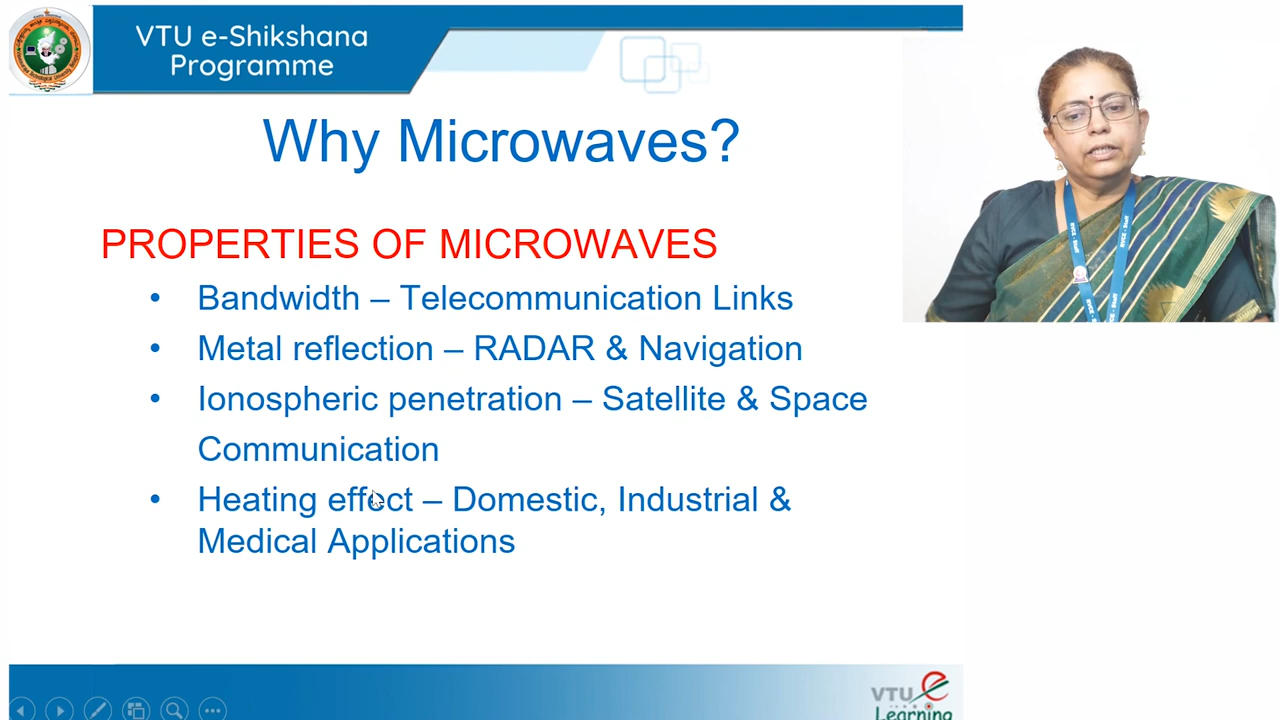 VTU e-Shikshana
Programme
Why Microwaves?
PROPERTIES OF MICROWAVES
• Bandwidth – Telecommunication Links
• Metal reflection – RADAR & Navigation
• Ionospheric penetration – Satellite & Space
Communication
• Heating effect – Domestic, Industrial &
Medical Applications
VTU e
Learning